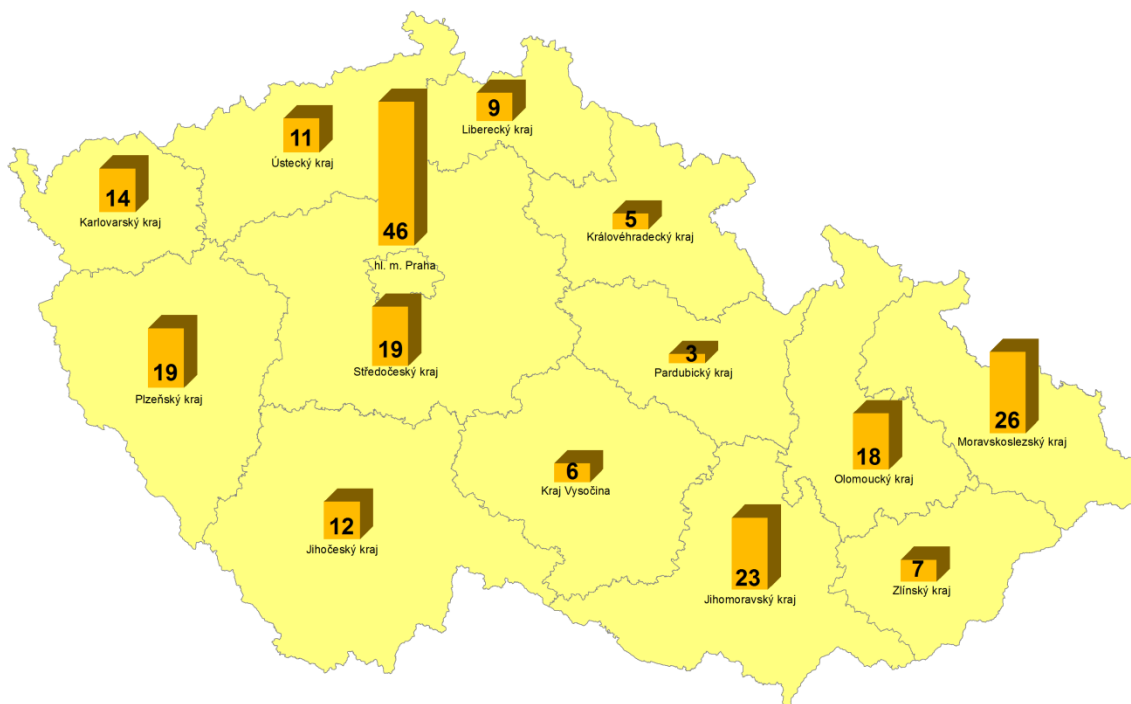 9
Liberecký kraj
11
Ústecký kraj
14
Karlovarský kraj
46
hl. m. Praha
5
Královéhradecký kraj
19
Plzeňský kraj
19
Středočeský kraj
3
Pardubický kraj
26
Moravskoslezský kraj
18
Olomoucký kraj
6
Kraj Vysočina
12
Jihočeský kraj
23
Jihomoravský kraj
7
Zlínský kraj